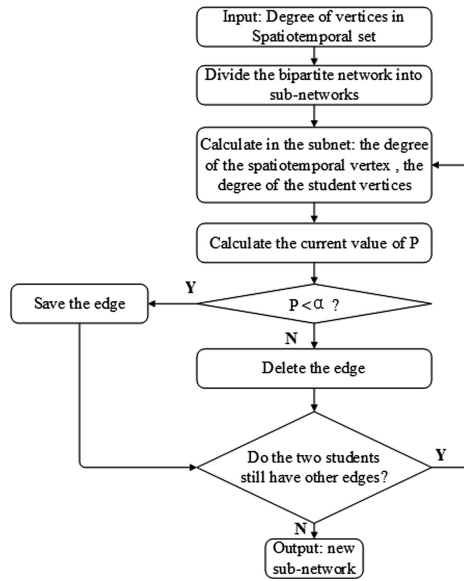 Input: Degree of vertices in
Spatiotemporal set
Divide the bipartite network into
sub-networks
Calculate in the subnet: the degree
of the spatiotemporal vertex , the
degree of the student vertices
Calculate the current value of P
Y
Save the edge
P<α ?
N
Delete the edge
Do the two students
still have other edges?
Y
N
Output: new
sub-network